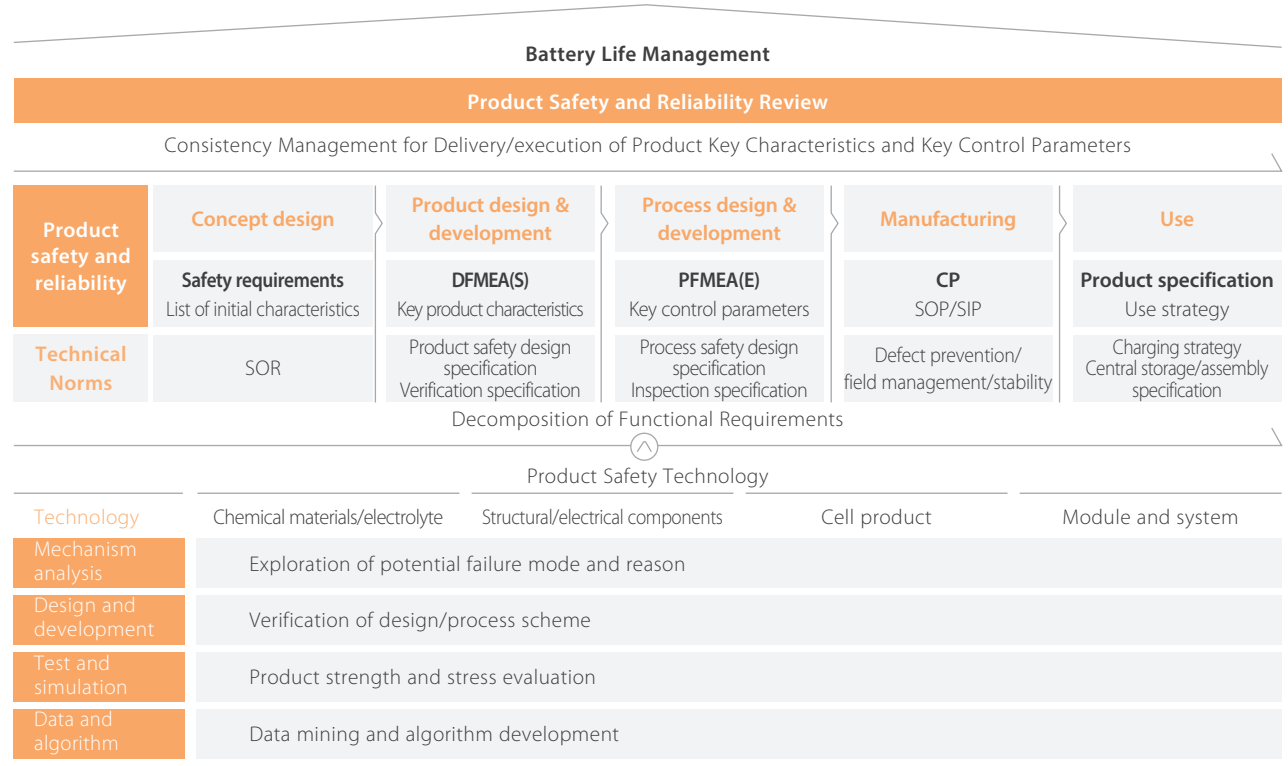 Battery Life Management
Product Safety and Reliability Review
Consistency Management for Delivery/execution of Product Key Characteristics and Key Control Parameters
Product
safety and
reliability
Concept design
Product design &
development
Process design &
development
Manufacturing
Use
Safety requirements
List of initial characteristics
DFMEA(S)
Key product characteristics
PFMEA(E)
Key control parameters
CP
SOP/SIP
Product specification
Use strategy
Technical
Norms
SOR
Product safety design
specification
Verification specification
Process safety design
specification
Inspection specification
Defect prevention/
field management/stability
Charging strategy
Central storage/assembly
specification
Decomposition of Functional Requirements
Product Safety Technology
Technology
Chemical materials/electrolyte
Structural/electrical components
Cell product
Module and system
Mechanism
analysis
Exploration of potential failure mode and reason
Design and
development
Verification of design/process scheme
Test and
simulation
Product strength and stress evaluation
Data and
algorithm
Data mining and algorithm development